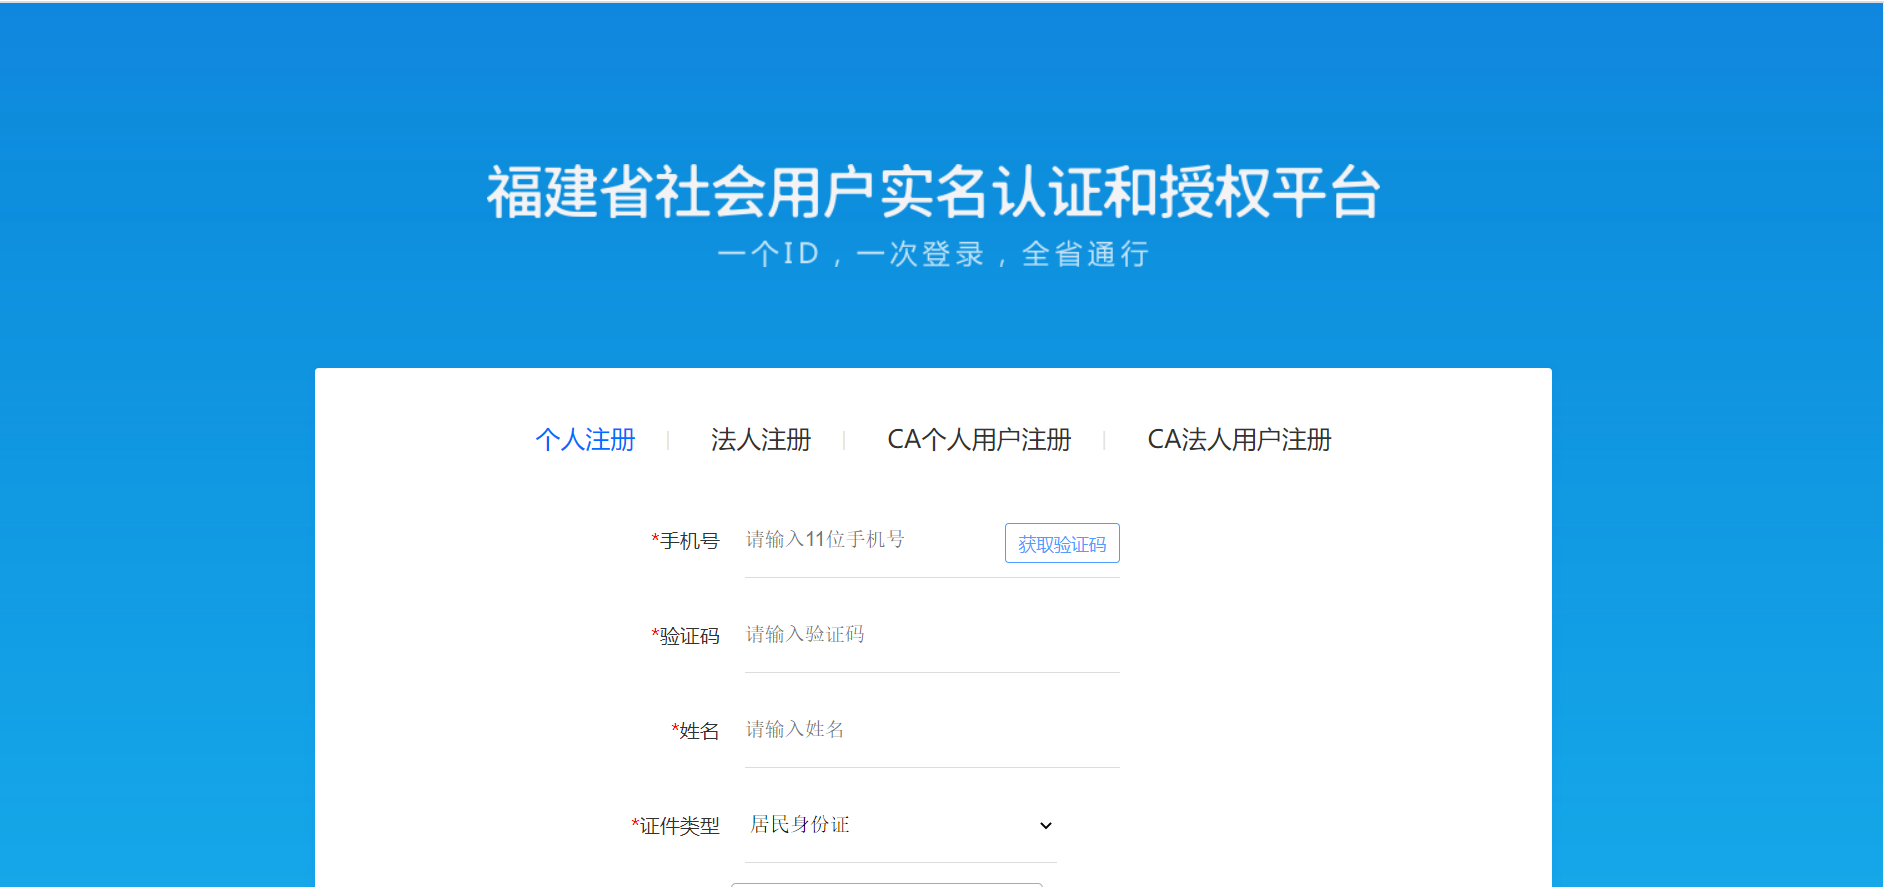 福建省社会用户实名认证和授权平台
一个ID，一次登录，全省通行
个人注册 法人注册 CA个人用户注册 CA法人用户注册
*手机号 请输入11位手机号 获取验证码
*验证码 请输入验证码
*姓名 请输入姓名
*证件类型 居民身份证